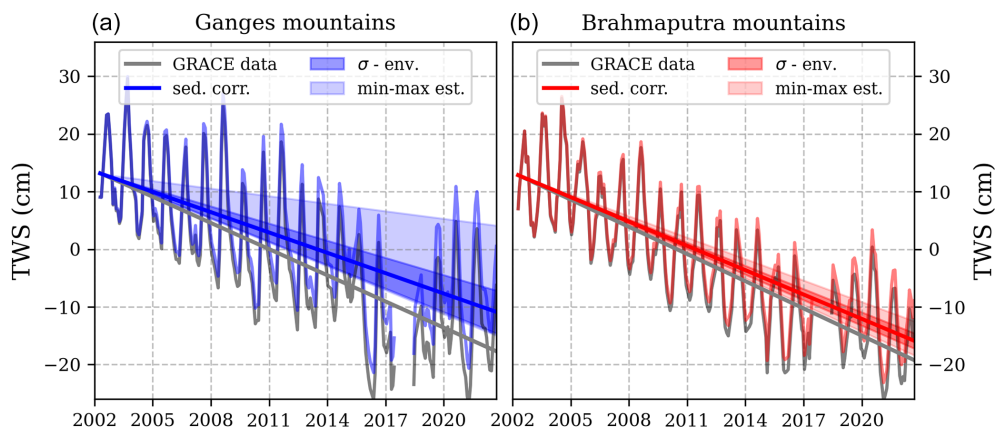 (a) Ganges mountains
(b) Brahmaputra mountains
GRACE data
sed. corr.
σ - env.
min-max est.
GRACE data
sed. corr.
σ - env.
min-max est.
TWS (cm)
30
20
10
0
−10
−20
30
20
10
0
−10
−20
TWS (cm)
2002 2005 2008 2011 2014 2017 2020
2002 2005 2008 2011 2014 2017 2020